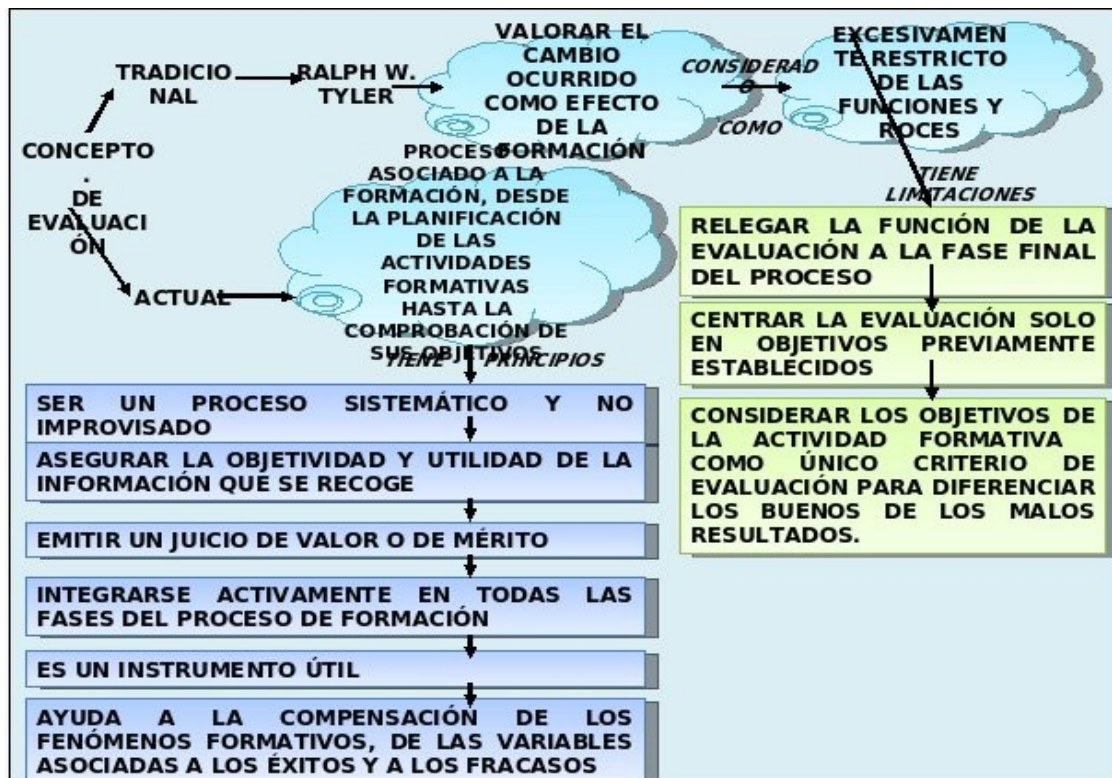 TRADICIO
NAL
RALPH W.
TYLER
VALORAR EL
CAMBIO
OCURRIDO
COMO EFECTO
DE LA
FORMACIÓN
CONSIDERAD
O
COMO
EXCESIVAMEN
TE RESTRICTO
DE LAS
FUNCIONES Y
ROCES
CONCEPTO
.
DE
EVALUACI
ÓN
ACTUAL
PROCESO
ASOCIADO A LA
FORMACIÓN, DESDE
LA PLANIFICACIÓN
DE LAS
ACTIVIDADES
FORMATIVAS
HASTA LA
COMPROBACIÓN DE
SUS OBJETIVOS
TIENE
LIMITACIONES
RELEGAR LA FUNCIÓN DE LA
EVALUACIÓN A LA FASE FINAL
DEL PROCESO
CENTRAR LA EVALUACIÓN SOLO
EN OBJETIVOS PREVIAMENTE
ESTABLECIDOS
CONSIDERAR LOS OBJETIVOS DE
LA ACTIVIDAD FORMATIVA
COMO ÚNICO CRITERIO DE
EVALUACIÓN PARA DIFERENCIAR
LOS BUENOS DE LOS MALOS
RESULTADOS.
TIENE PRINCIPIOS
SER UN PROCESO SISTEMÁTICO Y NO
IMPROVISADO
ASEGURAR LA OBJETIVIDAD Y UTILIDAD DE LA
INFORMACIÓN QUE SE RECOGE
EMITIR UN JUICIO DE VALOR O DE MÉRITO
INTEGRARSE ACTIVAMENTE EN TODAS LAS
FASES DEL PROCESO DE FORMACIÓN
ES UN INSTRUMENTO ÚTIL
AYUDA A LA COMPENSACIÓN DE LOS
FENÓMENOS FORMATIVOS, DE LAS VARIABLES
ASOCIADAS A LOS ÉXITOS Y A LOS FRACASOS